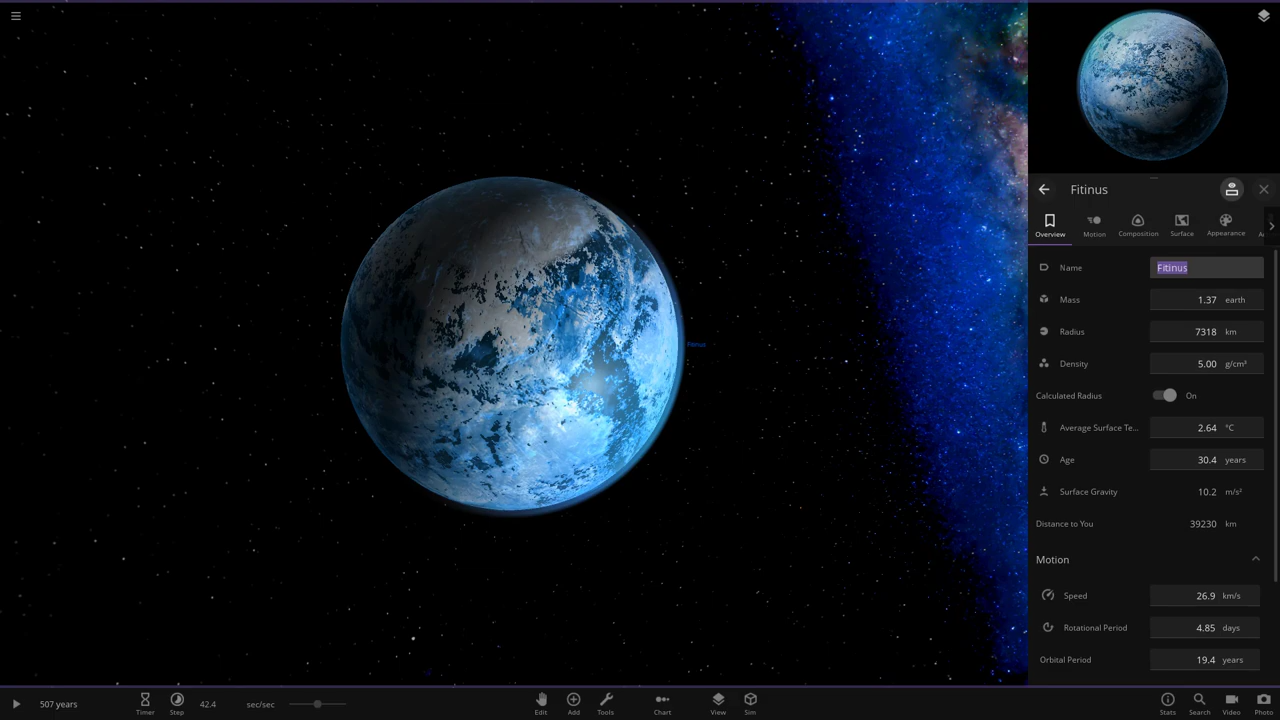 Fitinus
Overview
Motion
Composition
Surface
Appearance
Name Fitinus
Mass 1.37 earth
Radius 7318 km
Density 5.00 g/cm³
Calculated Radius On
Average Surface Te... 2.64 °C
Age 30.4 years
Surface Gravity 10.2 m/s²
Distance to You 39230 km
Motion
Speed 26.9 km/s
Rotational Period 4.85 days
Orbital Period 19.4 years
Fitinus
507 years
Timer
Step
42.4 sec/sec
Edit
Add
Tools
Chart
View
Sim
Stats
Search
Video
Photo